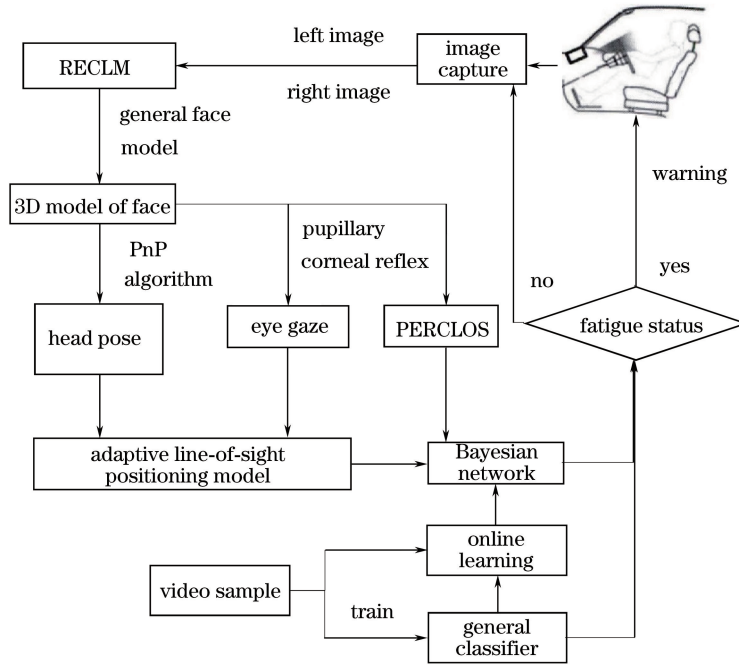 left image
image
capture
RECLM
right image
general face
model
warning
3D model of face
pupillary
corneal reflex
PnP
algorithm
yes
no
head pose
eye gaze
PERCLOS
fatigue status
adaptive line-of-sight
positioning model
Bayesian
network
online
learning
video sample
train
general
classifier